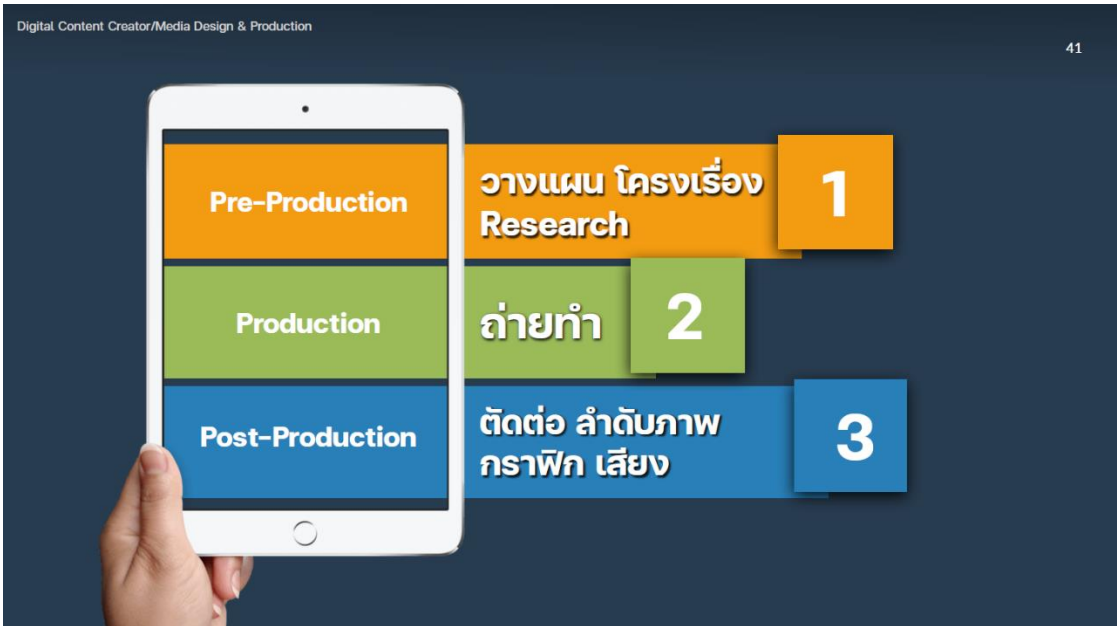 Digital Content Creator/Media Design & Production
41
Pre-Production
วางแผน โครงเรื่อง
Research
1
Production
ถ่ายทำ
2
Post-Production
ตัดต่อ ลำดับภาพ
กราฟิก เสียง
3